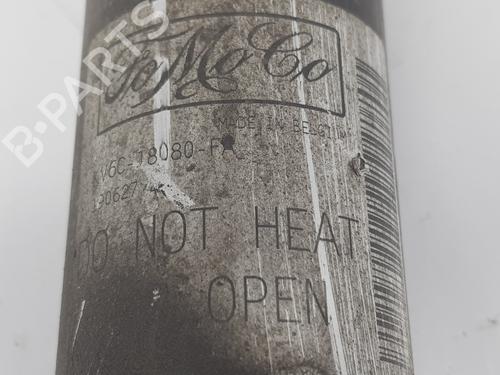 FoMoCo
MADE IN BELGIUM
V6C-18080-FA
DO NOT HEAT
OPEN
B-PARTS